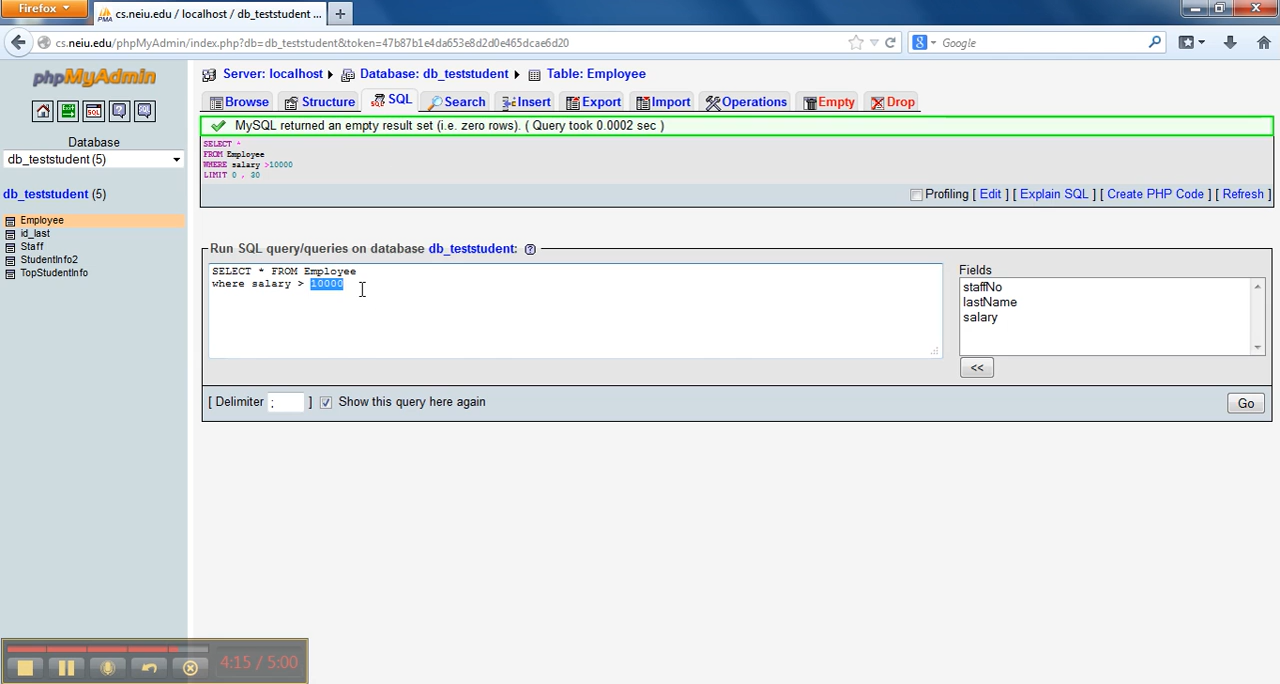 Firefox
PMA cs.neiu.edu / localhost / db_teststudent ...
cs.neiu.edu/phpMyAdmin/index.php?db=db_teststudent&token=47b87b1e4da653e8d2d0e465dcae6d20
Google
phpMyAdmin
Server: localhost Database: db_teststudent Table: Employee
Browse Structure SQL Search Insert Export Import Operations Empty Drop
MySQL returned an empty result set (i.e. zero rows). ( Query took 0.0002 sec )
SELECT *
FROM Employee
WHERE salary >10000
LIMIT 0 , 30
Profiling [ Edit ] [ Explain SQL ] [ Create PHP Code ] [ Refresh ]
Database
db_teststudent (5)
db_teststudent (5)
Employee
id_last
Staff
StudentInfo2
TopStudentInfo
Run SQL query/queries on database db_teststudent:
SELECT * FROM Employee
where salary > 10000
Fields
staffNo
lastName
salary
<<
[ Delimiter ; ] Show this query here again
Go
4:15 / 5:00